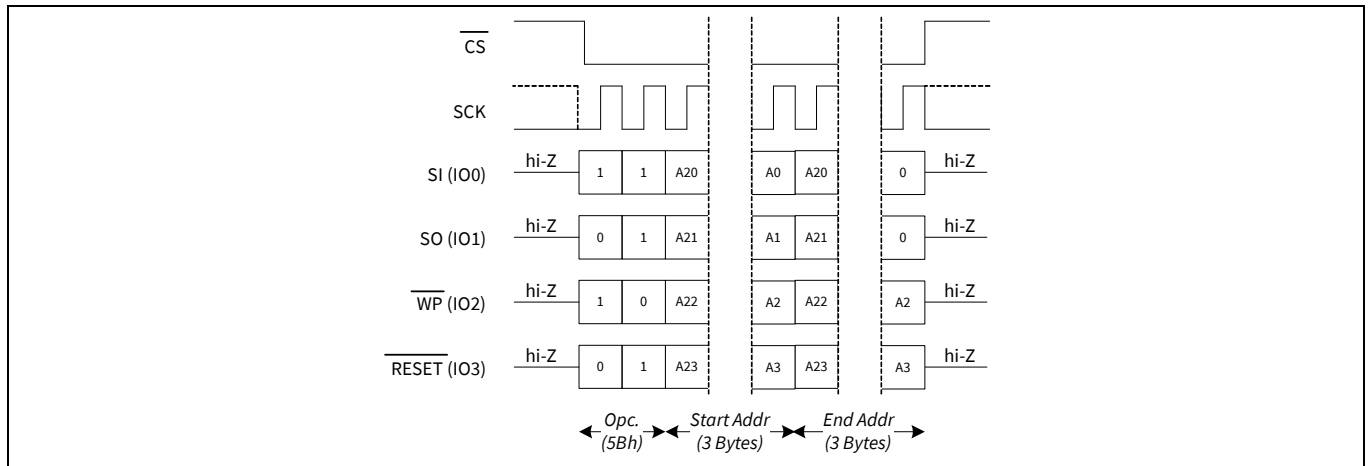 CS
SCK
SI (IO0) hi-Z 1 1 A20 A0 A20 0 hi-Z
SO (IO1) hi-Z 0 1 A21 A1 A21 0 hi-Z
WP (IO2) hi-Z 1 0 A22 A2 A22 A2 hi-Z
RESET (IO3) hi-Z 0 1 A23 A3 A23 A3 hi-Z
Opc. Start Addr End Addr
(5Bh) (3 Bytes) (3 Bytes)